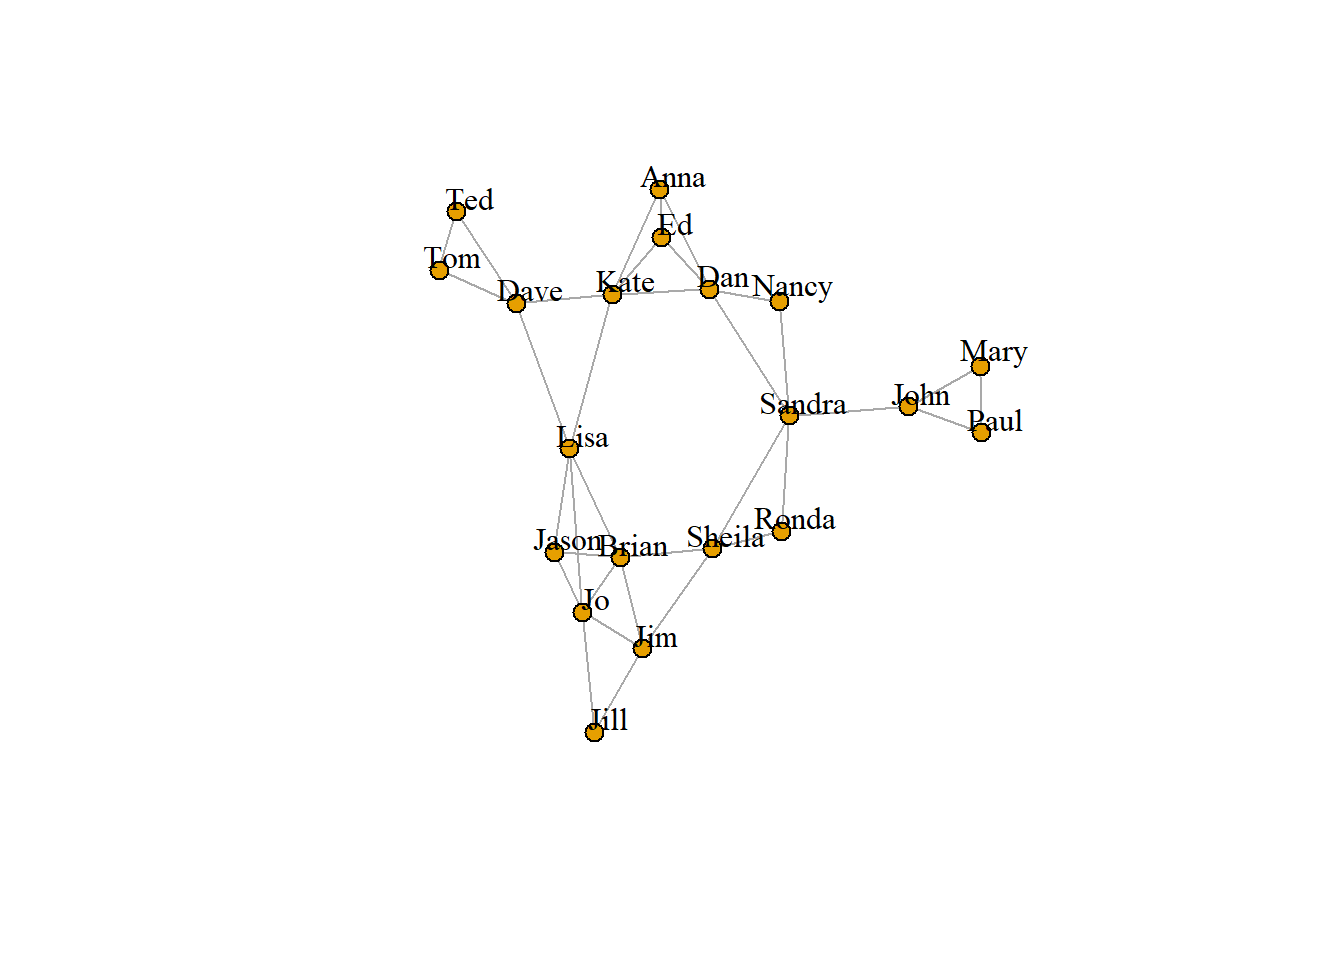 Anna
Ted
Ed
Tom
Dan
Kate
Nancy
Dave
Mary
John
Sandra
Paul
Lisa
Ronda
Sheila
Jason
Brian
Jo
Jim
Jill